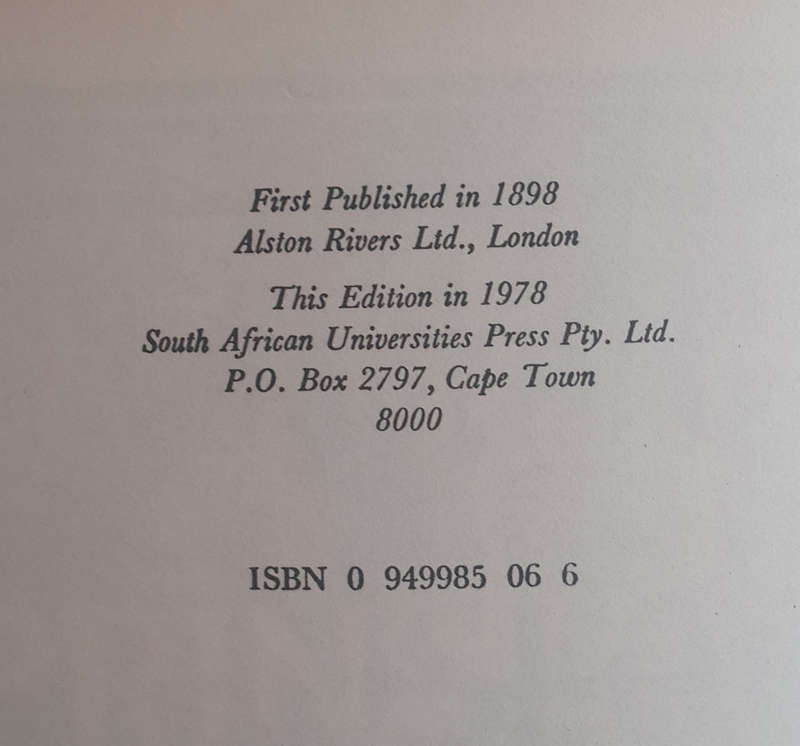 First Published in 1898
Alston Rivers Ltd., London
This Edition in 1978
South African Universities Press Pty. Ltd.
P.O. Box 2797, Cape Town
8000
ISBN 0 949985 06 6